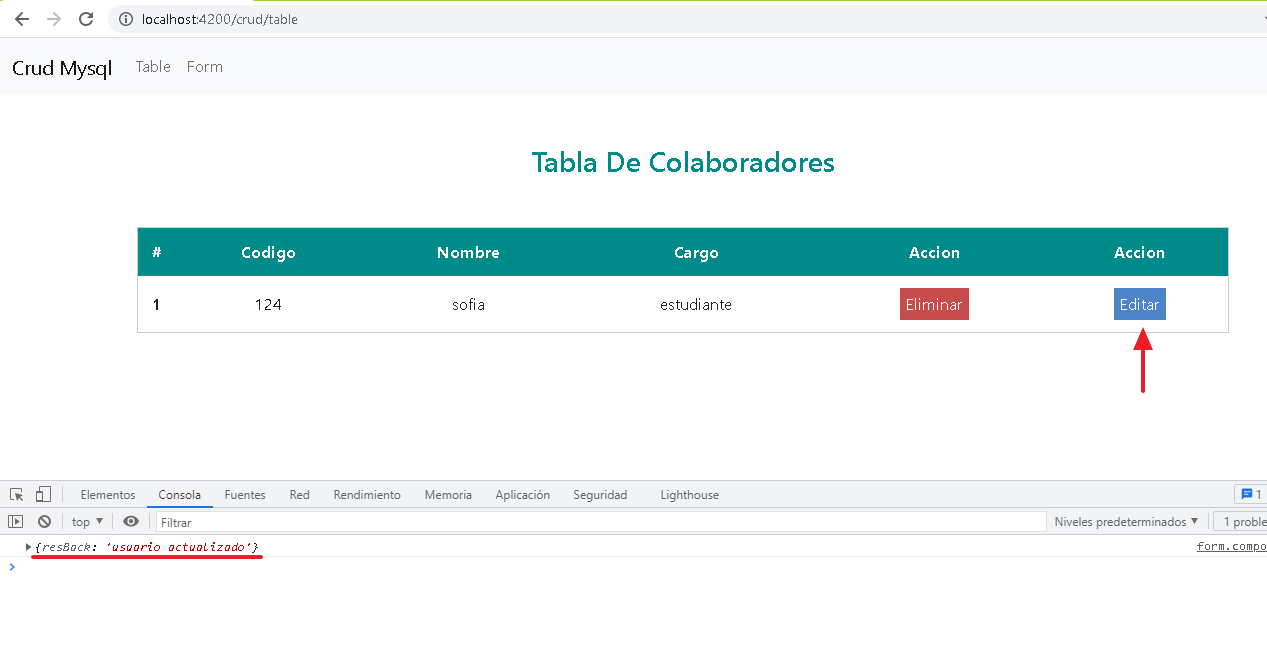 localhost:4200/crud/table
Crud Mysql Table Form
Tabla De Colaboradores
# Codigo Nombre Cargo Accion Accion
1 124 sofia estudiante Eliminar Editar
Elementos Consola Fuentes Red Rendimiento Memoria Aplicación Seguridad Lighthouse 1
top Filtrar Niveles predeterminados 1 proble
{resBack: 'usuario actualizado'} form.compo